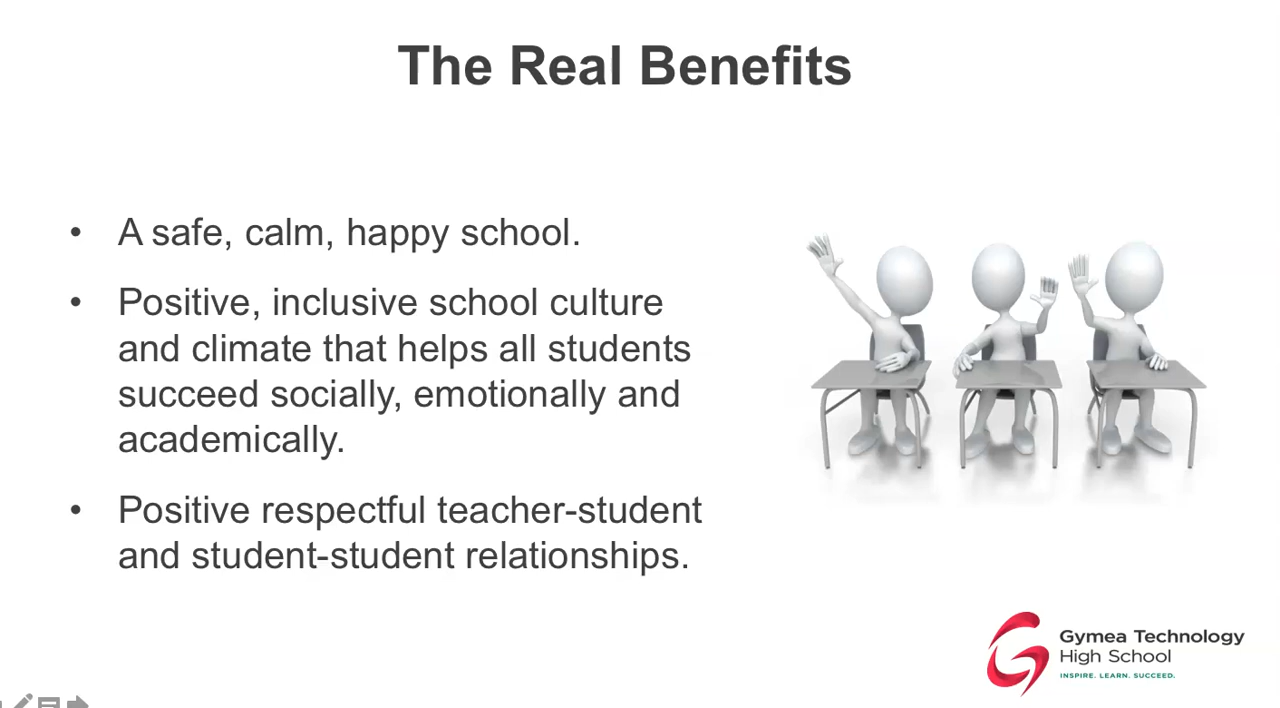 The Real Benefits
• A safe, calm, happy school.
• Positive, inclusive school culture
and climate that helps all students
succeed socially, emotionally and
academically.
• Positive respectful teacher-student
and student-student relationships.
Gymea Technology
High School
INSPIRE. LEARN. SUCCEED.